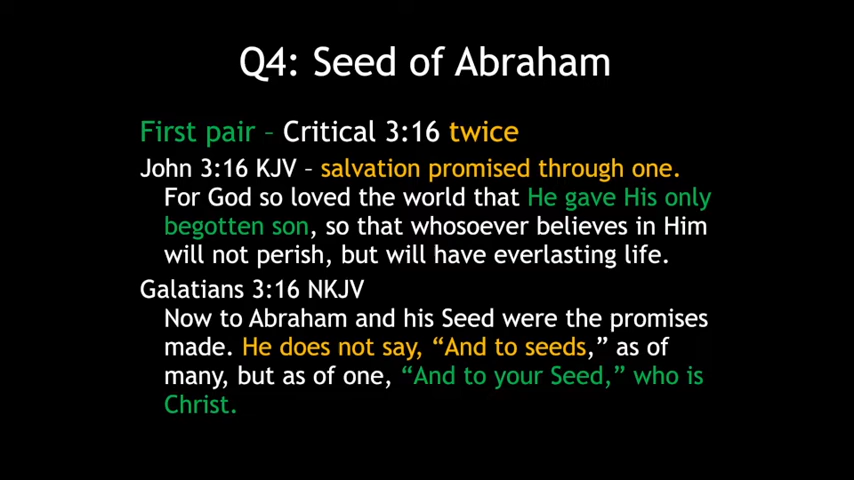 Q4: Seed of Abraham
First pair – Critical 3:16 twice
John 3:16 KJV – salvation promised through one.
For God so loved the world that He gave His only
begotten son, so that whosoever believes in Him
will not perish, but will have everlasting life.
Galatians 3:16 NKJV
Now to Abraham and his Seed were the promises
made. He does not say, “And to seeds,” as of
many, but as of one, “And to your Seed,” who is
Christ.